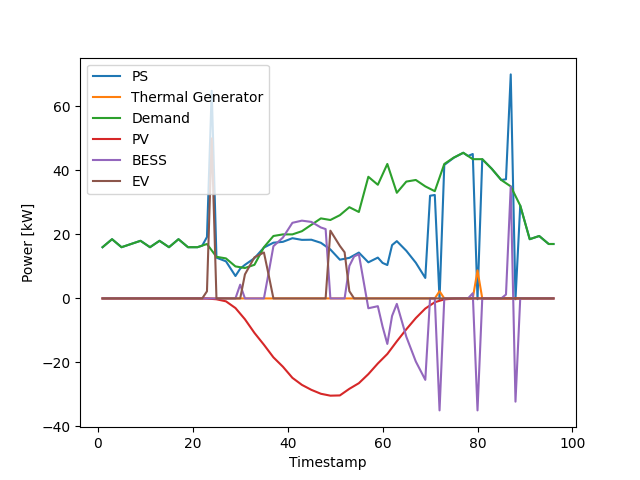 PS
Thermal Generator
Demand
PV
BESS
EV
Power [kW]
60
40
20
0
−20
−40
0 20 40 60 80 100
Timestamp